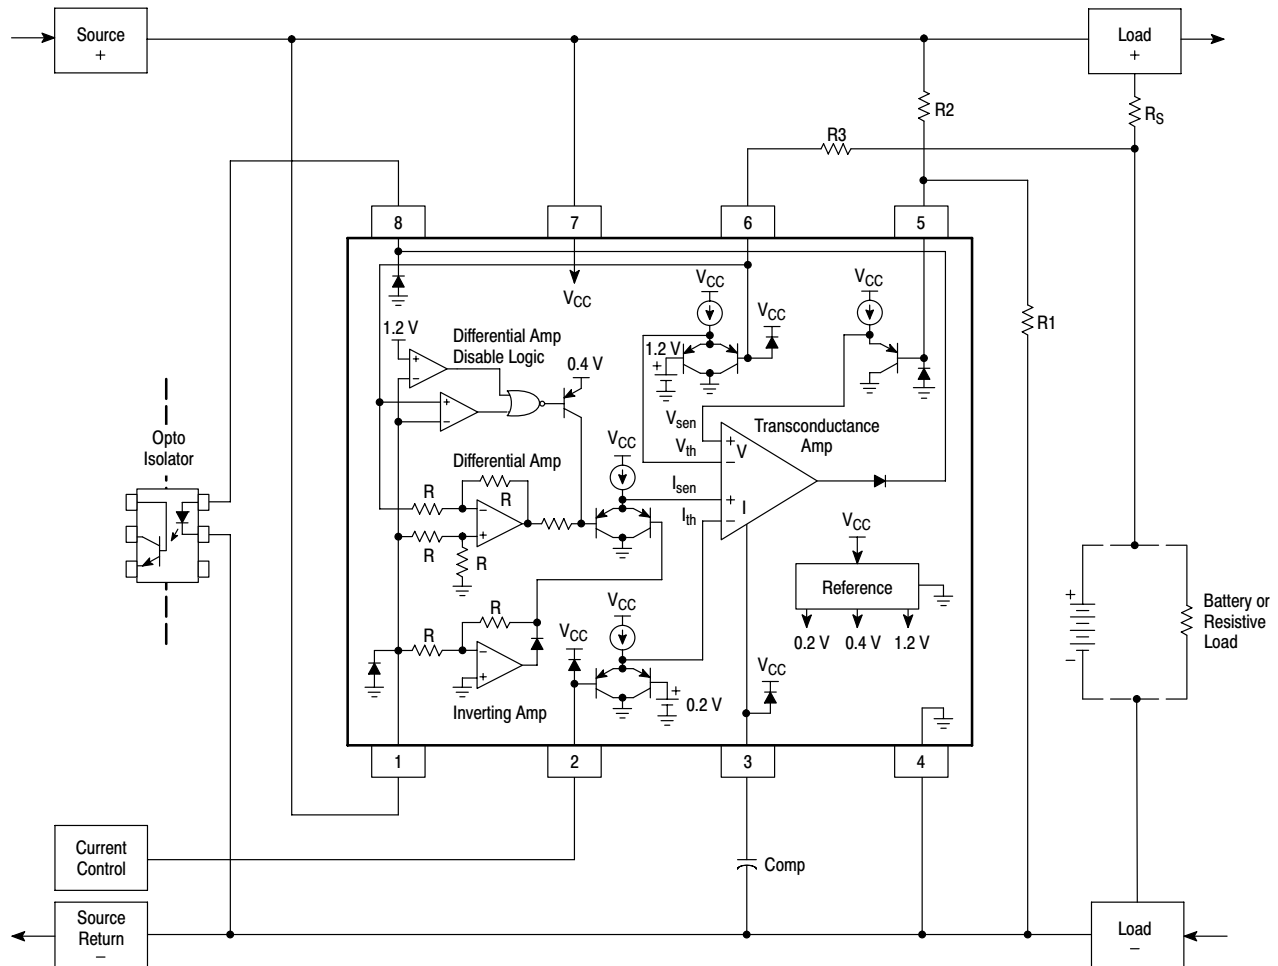 Source
+
Load
+
R2
RS
R3
8
7
6
5
VCC
VCC
VCC
VCC
R1
1.2 V
Differential Amp
Disable Logic
0.4 V
1.2 V
+
+
−
+
−
Opto
Isolator
Vsen
Vth
Isen
Ith
+
V
−
+
I
−
Transconductance
Amp
VCC
Differential Amp
R
R
−
+
R
R
VCC
Reference
0.2 V
0.4 V
1.2 V
+
−
Battery or
Resistive
Load
R
R
−
+
VCC
VCC
+
0.2 V
VCC
Inverting Amp
1
2
3
4
Current
Control
Comp
Source
Return
−
Load
−